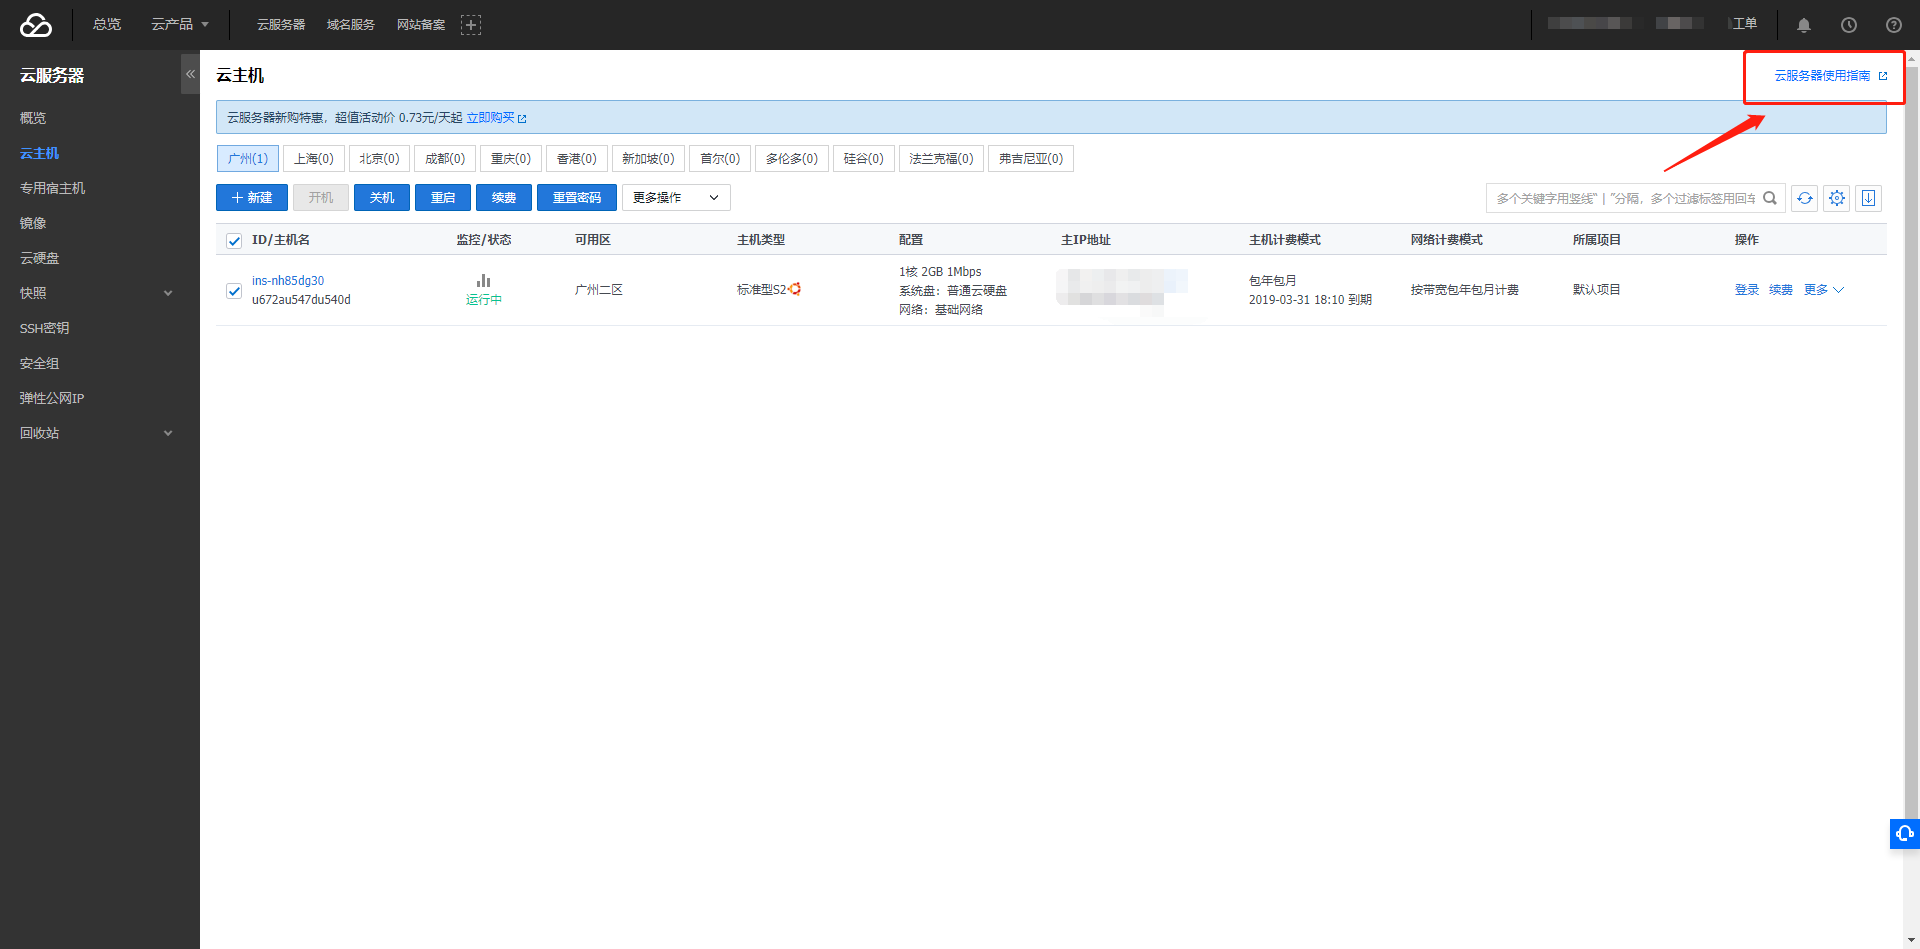 总览
云产品
云服务器
域名服务
网站备案
工单
云服务器
概览
云主机
专用宿主机
镜像
云硬盘
快照
SSH密钥
安全组
弹性公网IP
回收站
云主机
云服务器使用指南
云服务器新购特惠，超值活动价 0.73元/天起 立即购买
广州(1) 上海(0) 北京(0) 成都(0) 重庆(0) 香港(0) 新加坡(0) 首尔(0) 多伦多(0) 硅谷(0) 法兰克福(0) 弗吉尼亚(0)
新建 开机 关机 重启 续费 重置密码 更多操作
多个关键字用竖线"|"分隔，多个过滤标签用回车
ID/主机名 监控/状态 可用区 主机类型 配置 主IP地址 主机计费模式 网络计费模式 所属项目 操作
ins-nh85dg30
u672au547du540d
运行中
广州二区
标准型S2
1核 2GB 1Mbps
系统盘：普通云硬盘
网络：基础网络
包年包月
2019-03-31 18:10 到期
按带宽包年包月计费
默认项目
登录 续费 更多